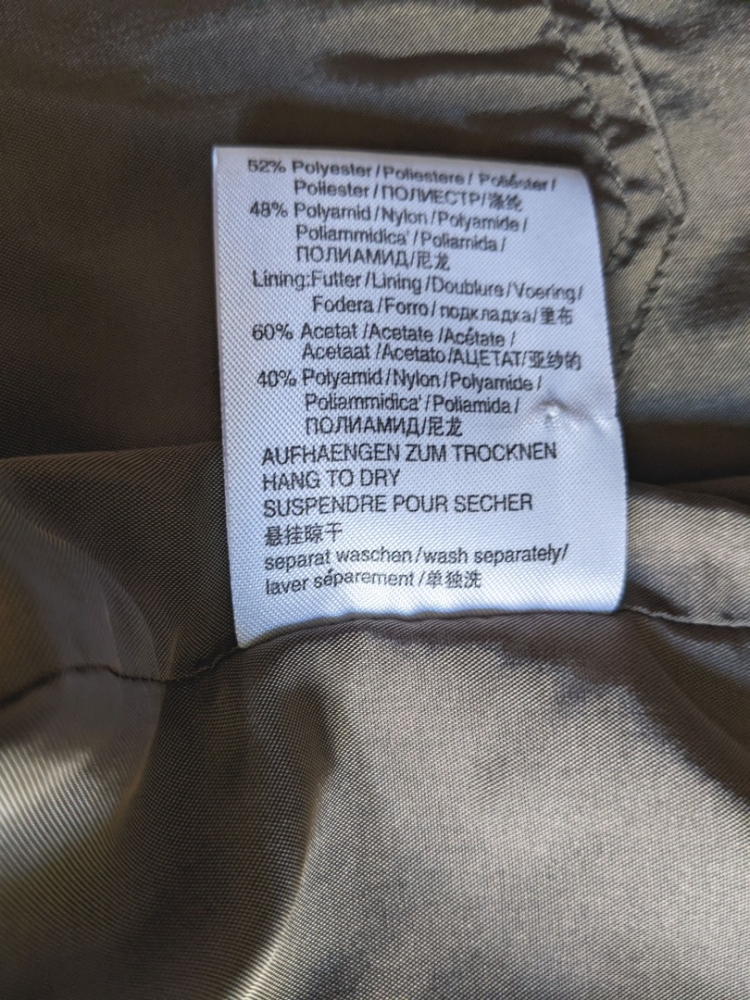 52% Polyester/Poliestere/ Poliéster/
Poliester/ПОЛИЕСТР/涤纶
48% Polyamid/Nylon/Polyamide/
Poliammidica'/Poliamida/
ПОЛИАМИД/尼龙
Lining:Futter/Lining/Doublure/Voering/
Fodera/Forro/подкладка/里布
60% Acetat /Acetate /Acétate /
Acetaat /Acetato /АЦЕТАТ/亚纱的
40% Polyamid/Nylon/Polyamide/
Poliammidica'/Poliamida/
ПОЛИАМИД/尼龙
AUFHAENGEN ZUM TROCKNEN
HANG TO DRY
SUSPENDRE POUR SECHER
悬挂晾干
separat waschen/wash separately/
laver séparement/单独洗